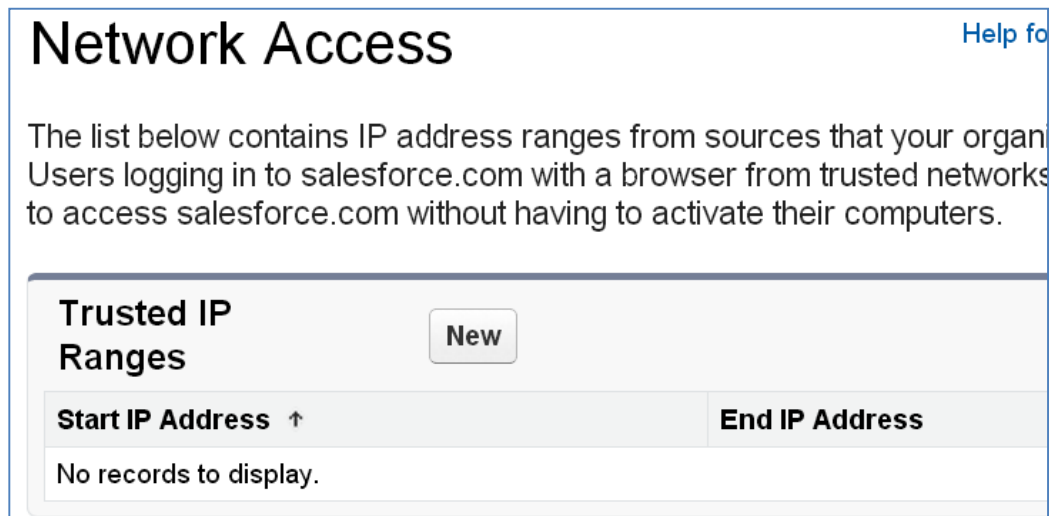 Network Access
Help fo
The list below contains IP address ranges from sources that your organi
Users logging in to salesforce.com with a browser from trusted networks
to access salesforce.com without having to activate their computers.
Trusted IP
Ranges
New
Start IP Address ↑
End IP Address
No records to display.